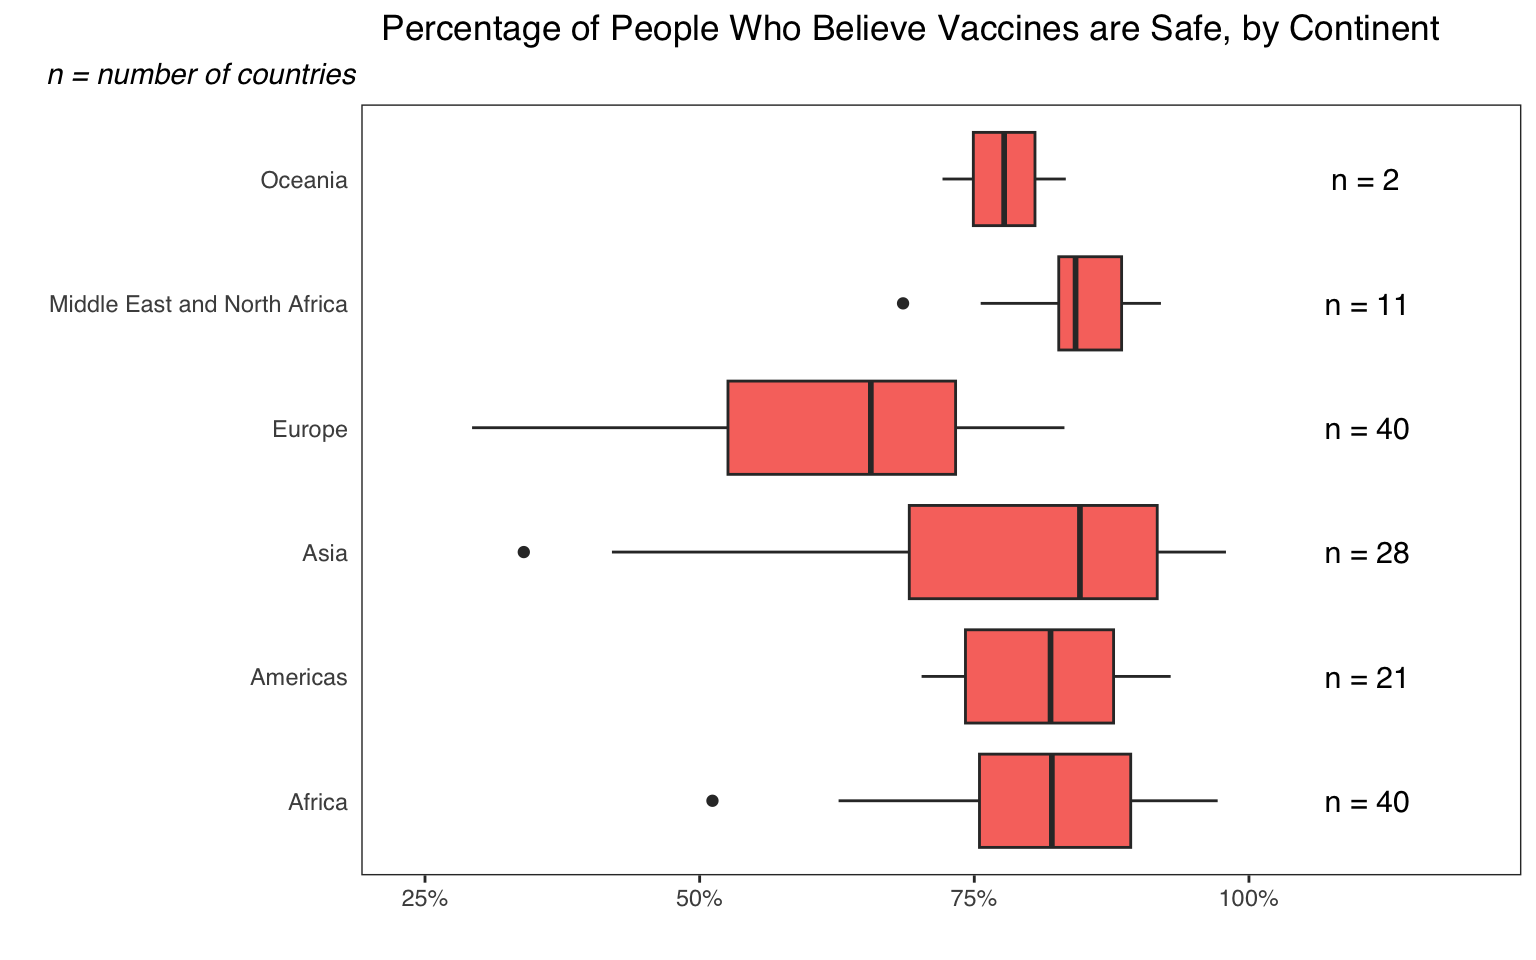 Percentage of People Who Believe Vaccines are Safe, by Continent
n = number of countries
Oceania
n = 2
Middle East and North Africa
n = 11
Europe
n = 40
Asia
n = 28
Americas
n = 21
Africa
n = 40
25%
50%
75%
100%